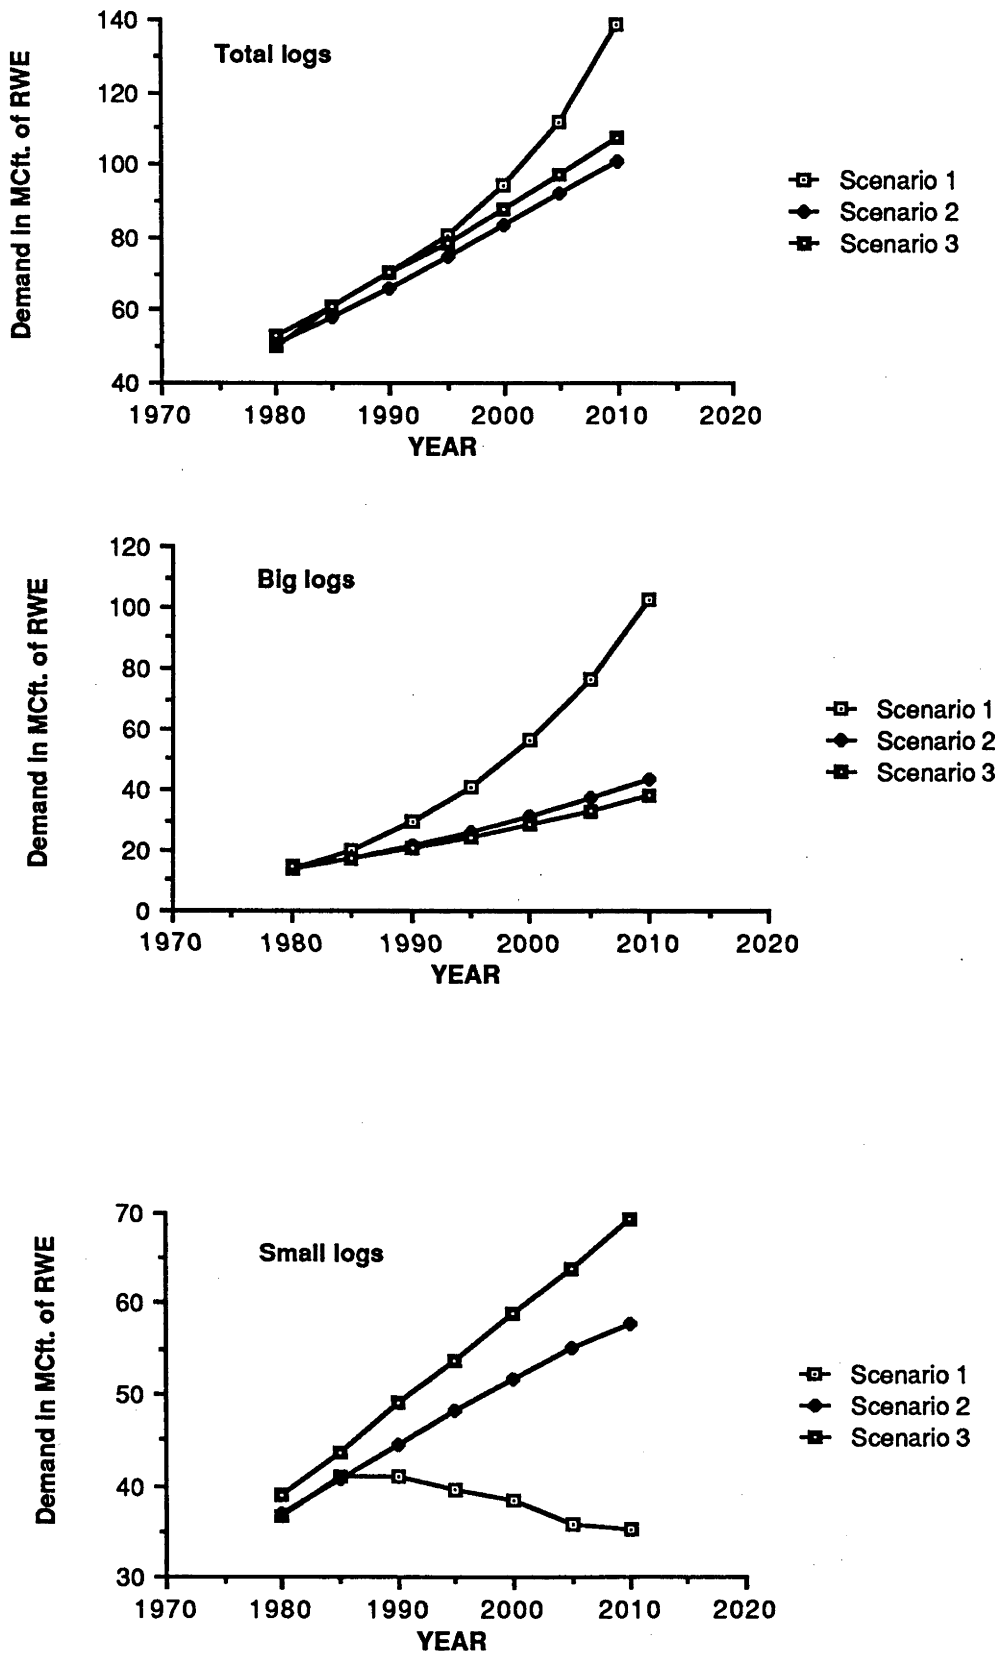 Total logs
Demand in MCft. of RWE
140
120
100
80
60
40
1970 1980 1990 2000 2010 2020
YEAR
Scenario 1
Scenario 2
Scenario 3
Big logs
Demand in MCft. of RWE
120
100
80
60
40
20
0
1970 1980 1990 2000 2010 2020
YEAR
Scenario 1
Scenario 2
Scenario 3
Small logs
Demand in MCft. of RWE
70
60
50
40
30
1970 1980 1990 2000 2010 2020
YEAR
Scenario 1
Scenario 2
Scenario 3